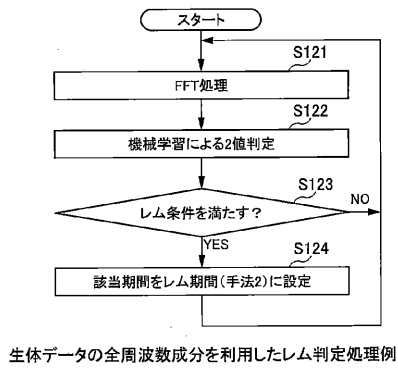 スタート
S121
FFT処理
S122
機械学習による2値判定
S123
レム条件を満たす？
NO
YES
S124
該当期間をレム期間(手法2)に設定
生体データの全周波数成分を利用したレム判定処理例